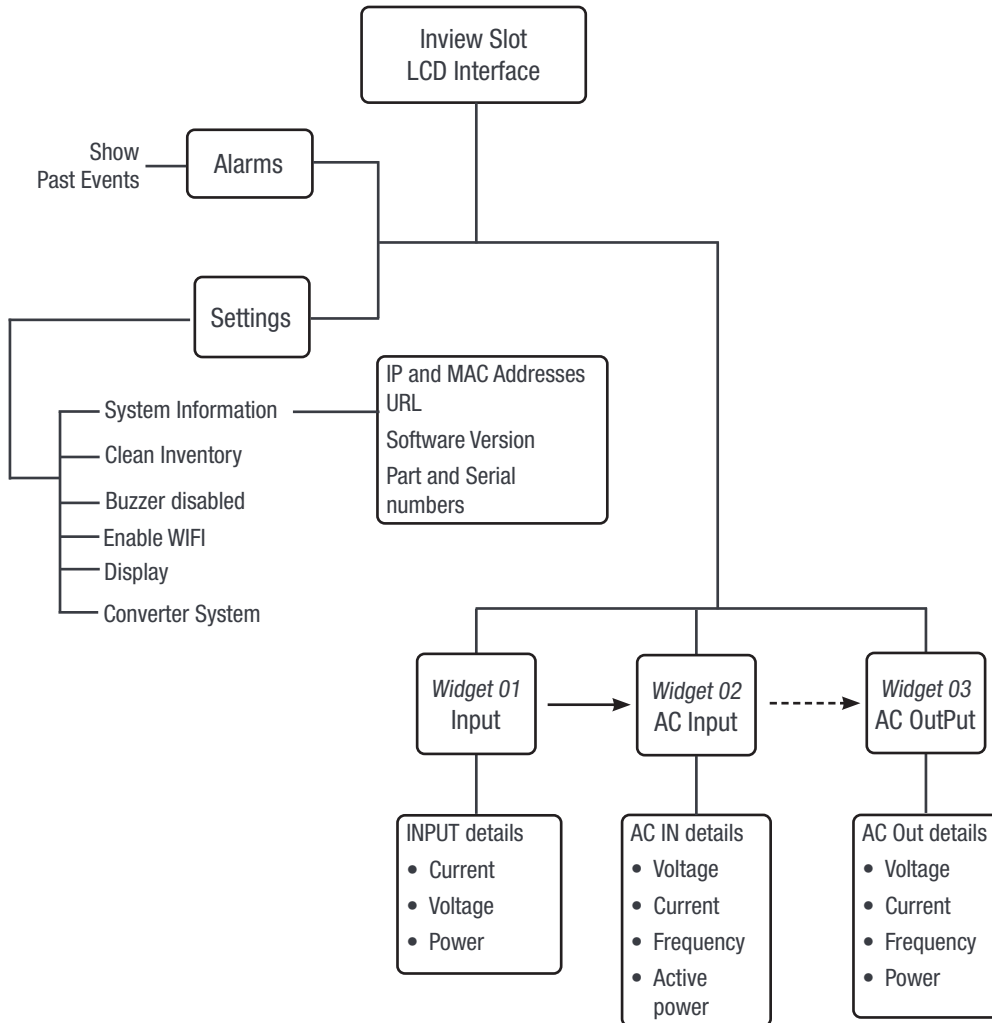 Inview Slot
LCD Interface
Show
Past Events
Alarms
Settings
System Information
Clean Inventory
Buzzer disabled
Enable WIFI
Display
Converter System
IP and MAC Addresses
URL
Software Version
Part and Serial
numbers
Widget 01
Input
Widget 02
AC Input
Widget 03
AC OutPut
INPUT details
• Current
• Voltage
• Power
AC IN details
• Voltage
• Current
• Frequency
• Active
power
AC Out details
• Voltage
• Current
• Frequency
• Power